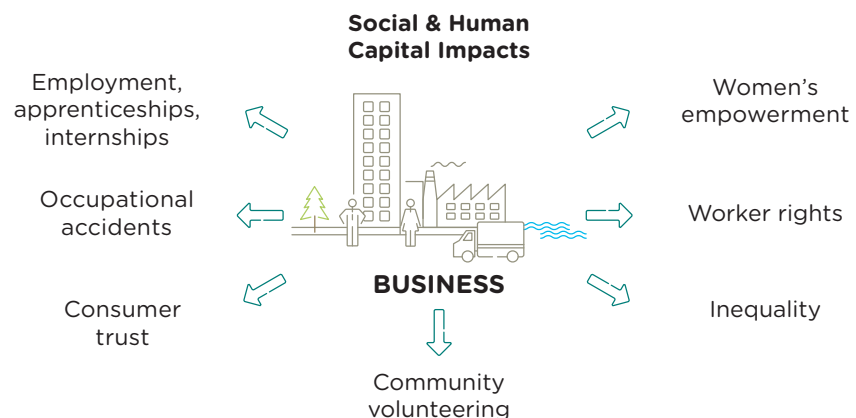 Social & Human
Capital Impacts
Employment,
apprenticeships,
internships
Women's
empowerment
Occupational
accidents
Worker rights
BUSINESS
Consumer
trust
Inequality
Community
volunteering